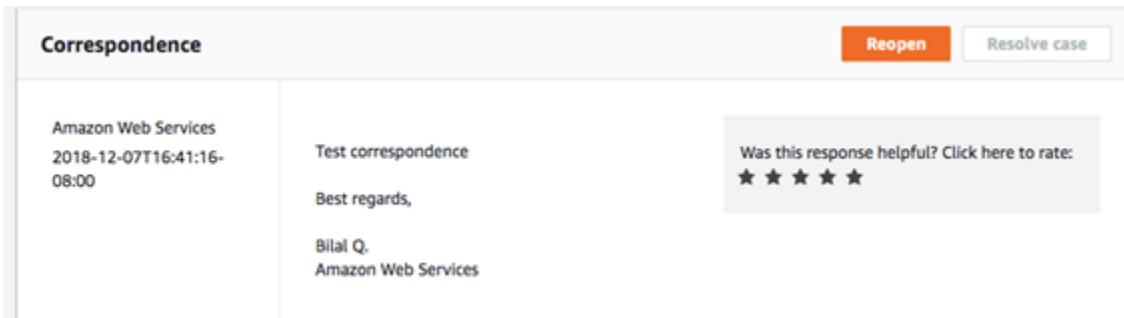 Correspondence
Reopen
Resolve case
Amazon Web Services
2018-12-07T16:41:16-
08:00
Test correspondence
Best regards,
Bilal Q.
Amazon Web Services
Was this response helpful? Click here to rate: